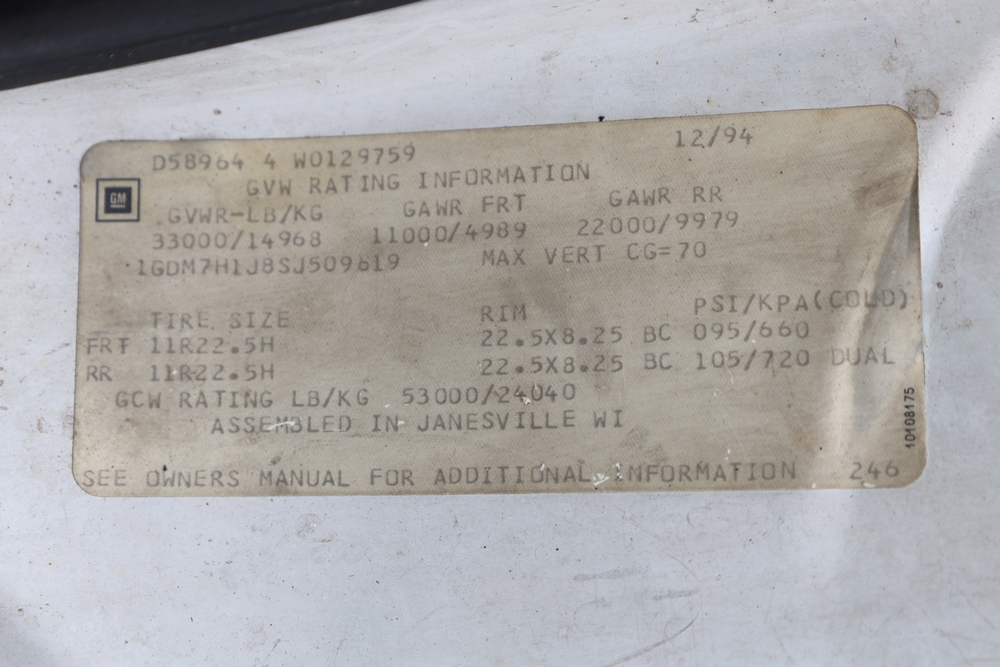 D58964 4 W0129759 12/94
GVW RATING INFORMATION
GM
GVWR-LB/KG GAWR FRT GAWR RR
33000/14968 11000/4989 22000/9979
1GDM7H1J8SJ509619 MAX VERT CG=70
TIRE SIZE RIM PSI/KPA(COLD)
FRT 11R22.5H 22.5X8.25 BC 095/660
RR 11R22.5H 22.5X8.25 BC 105/720 DUAL
GCW RATING LB/KG 53000/24040
ASSEMBLED IN JANESVILLE WI
10108175
SEE OWNERS MANUAL FOR ADDITIONAL INFORMATION 246